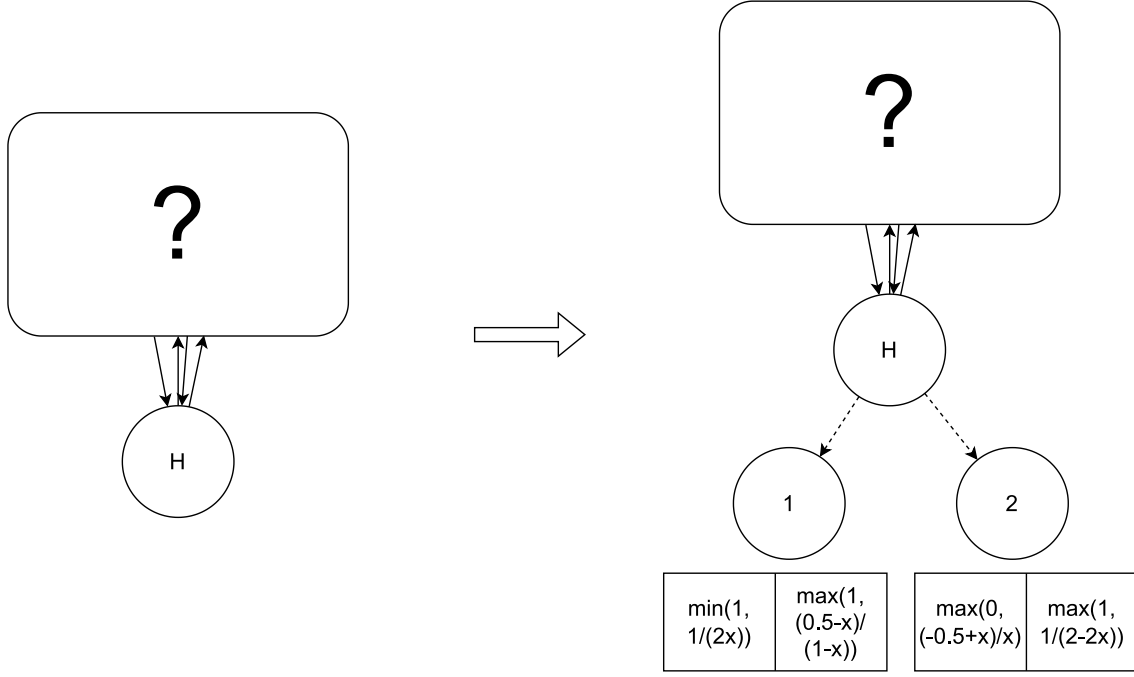 ?
H
?
H
1
2
min(1,
1/(2x))
max(1,
(0.5-x)/
(1-x))
max(0,
(-0.5+x)/x)
max(1,
1/(2-2x))